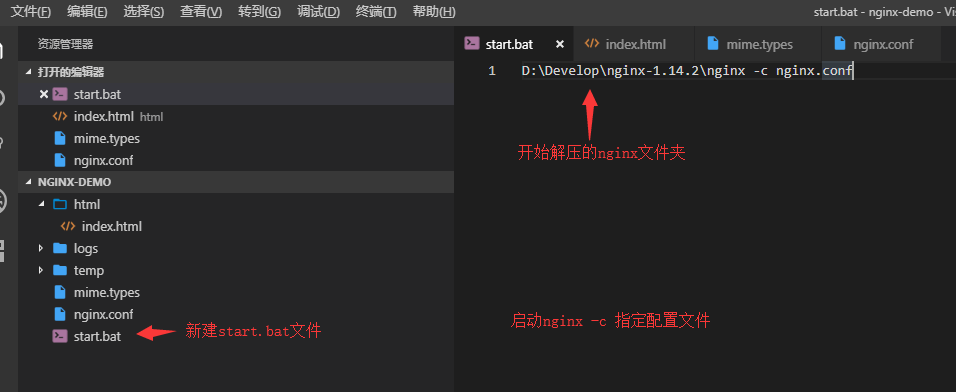 文件(F) 编辑(E) 选择(S) 查看(V) 转到(G) 调试(D) 终端(T) 帮助(H) start.bat - nginx-demo - Vis
资源管理器
打开的编辑器
start.bat
index.html html
mime.types
nginx.conf
NGINX-DEMO
html
index.html
logs
temp
mime.types
nginx.conf
start.bat
新建start.bat文件
start.bat index.html mime.types nginx.conf
1 D:\Develop\nginx-1.14.2\nginx -c nginx.conf
开始解压的nginx文件夹
启动nginx -c 指定配置文件